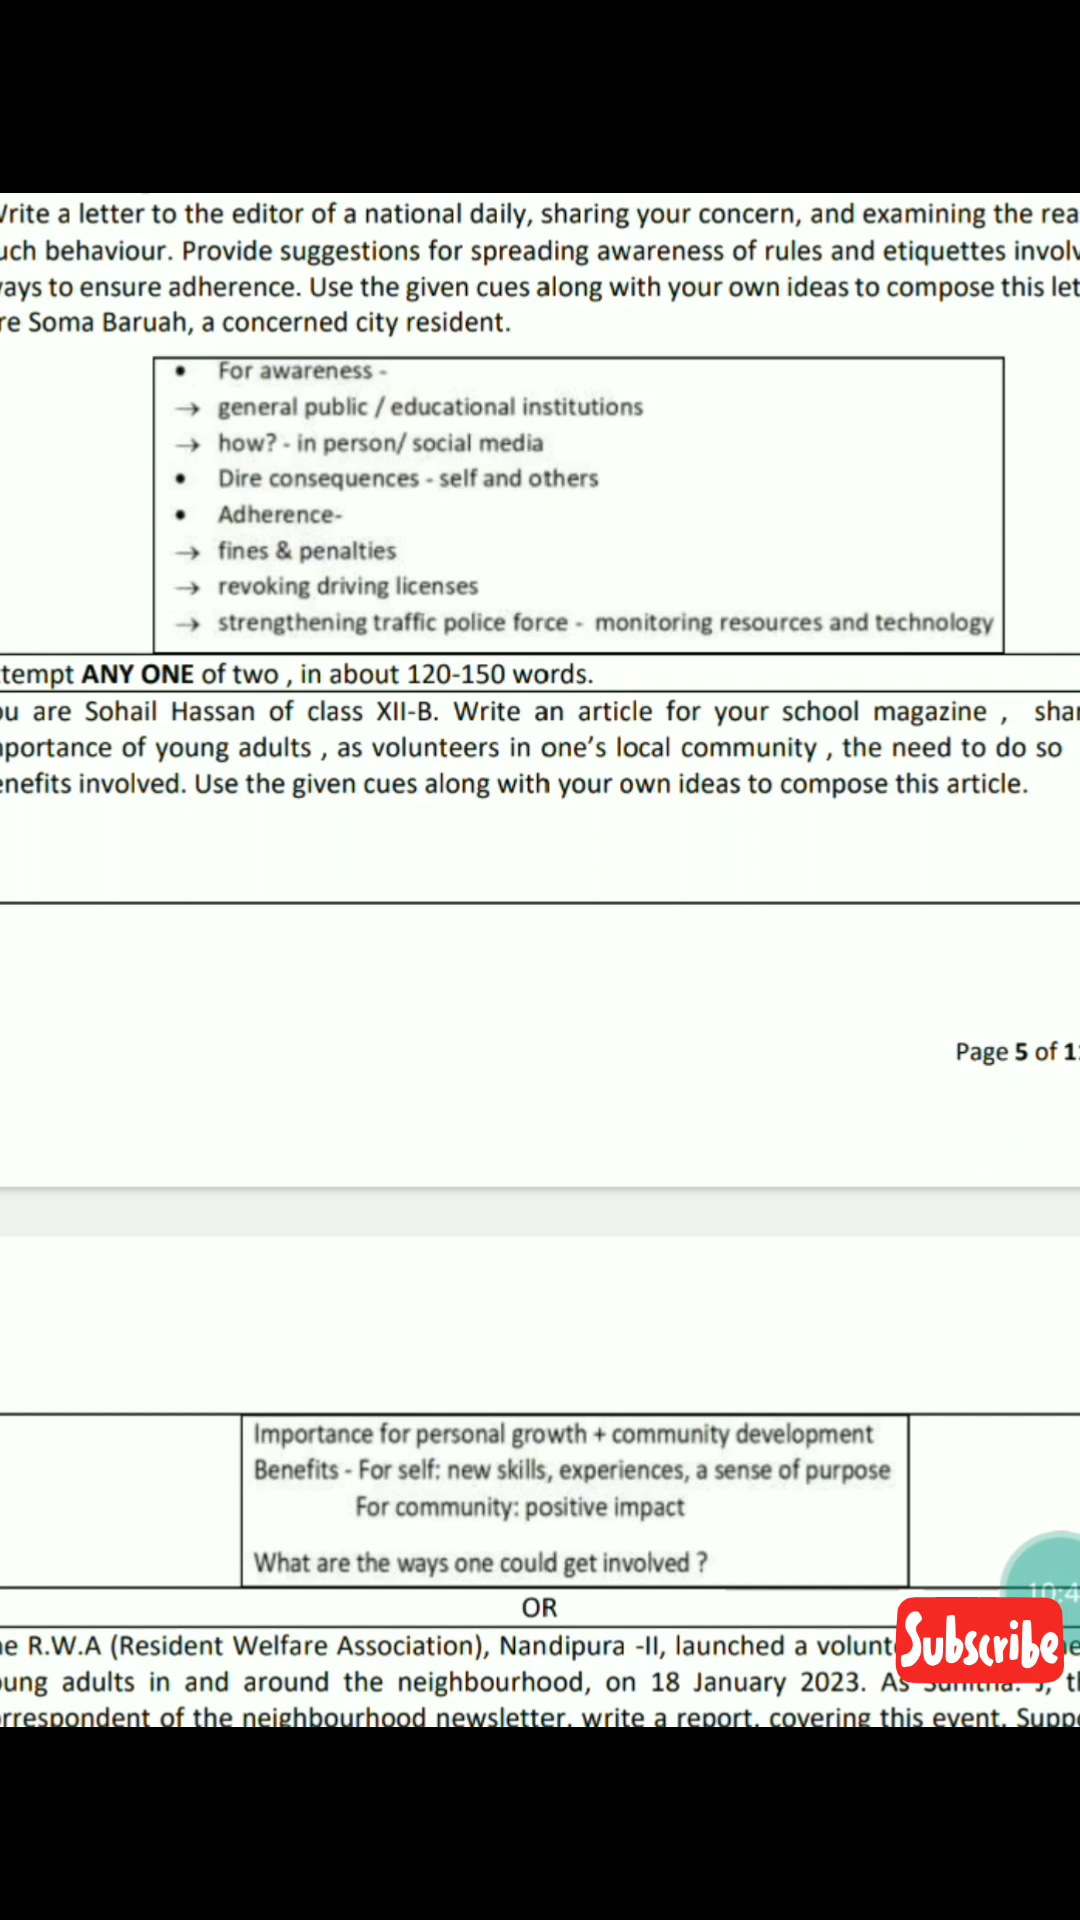 Write a letter to the editor of a national daily, sharing your concern, and examining the rea
uch behaviour. Provide suggestions for spreading awareness of rules and etiquettes involv
ays to ensure adherence. Use the given cues along with your own ideas to compose this let
re Soma Baruah, a concerned city resident.
• For awareness -
→ general public / educational institutions
→ how? - in person/ social media
• Dire consequences - self and others
• Adherence-
→ fines & penalties
→ revoking driving licenses
→ strengthening traffic police force - monitoring resources and technology
tempt ANY ONE of two , in about 120-150 words.
ou are Sohail Hassan of class XII-B. Write an article for your school magazine , shar
portance of young adults , as volunteers in one's local community , the need to do so
enefits involved. Use the given cues along with your own ideas to compose this article.
Page 5 of 1
Importance for personal growth + community development
Benefits - For self: new skills, experiences, a sense of purpose
For community: positive impact
What are the ways one could get involved ?
10:4
OR
e R.W.A (Resident Welfare Association), Nandipura -II, launched a volunt
Subscribe
ung adults in and around the neighbourhood, on 18 January 2023. As Sunitha. J, t
rrespondent of the neighbourhood newsletter, write a report, covering this event. Supp